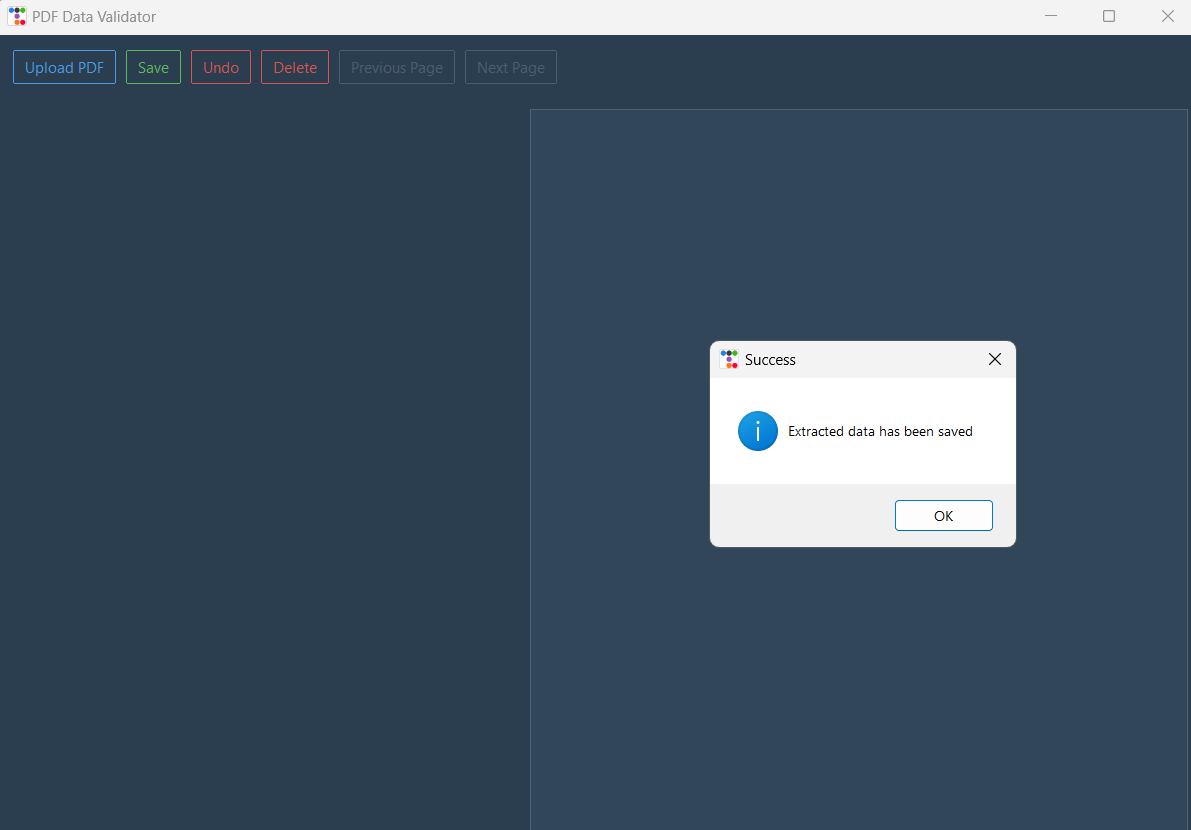 PDF Data Validator
Upload PDF Save Undo Delete Previous Page Next Page
Success
Extracted data has been saved
OK